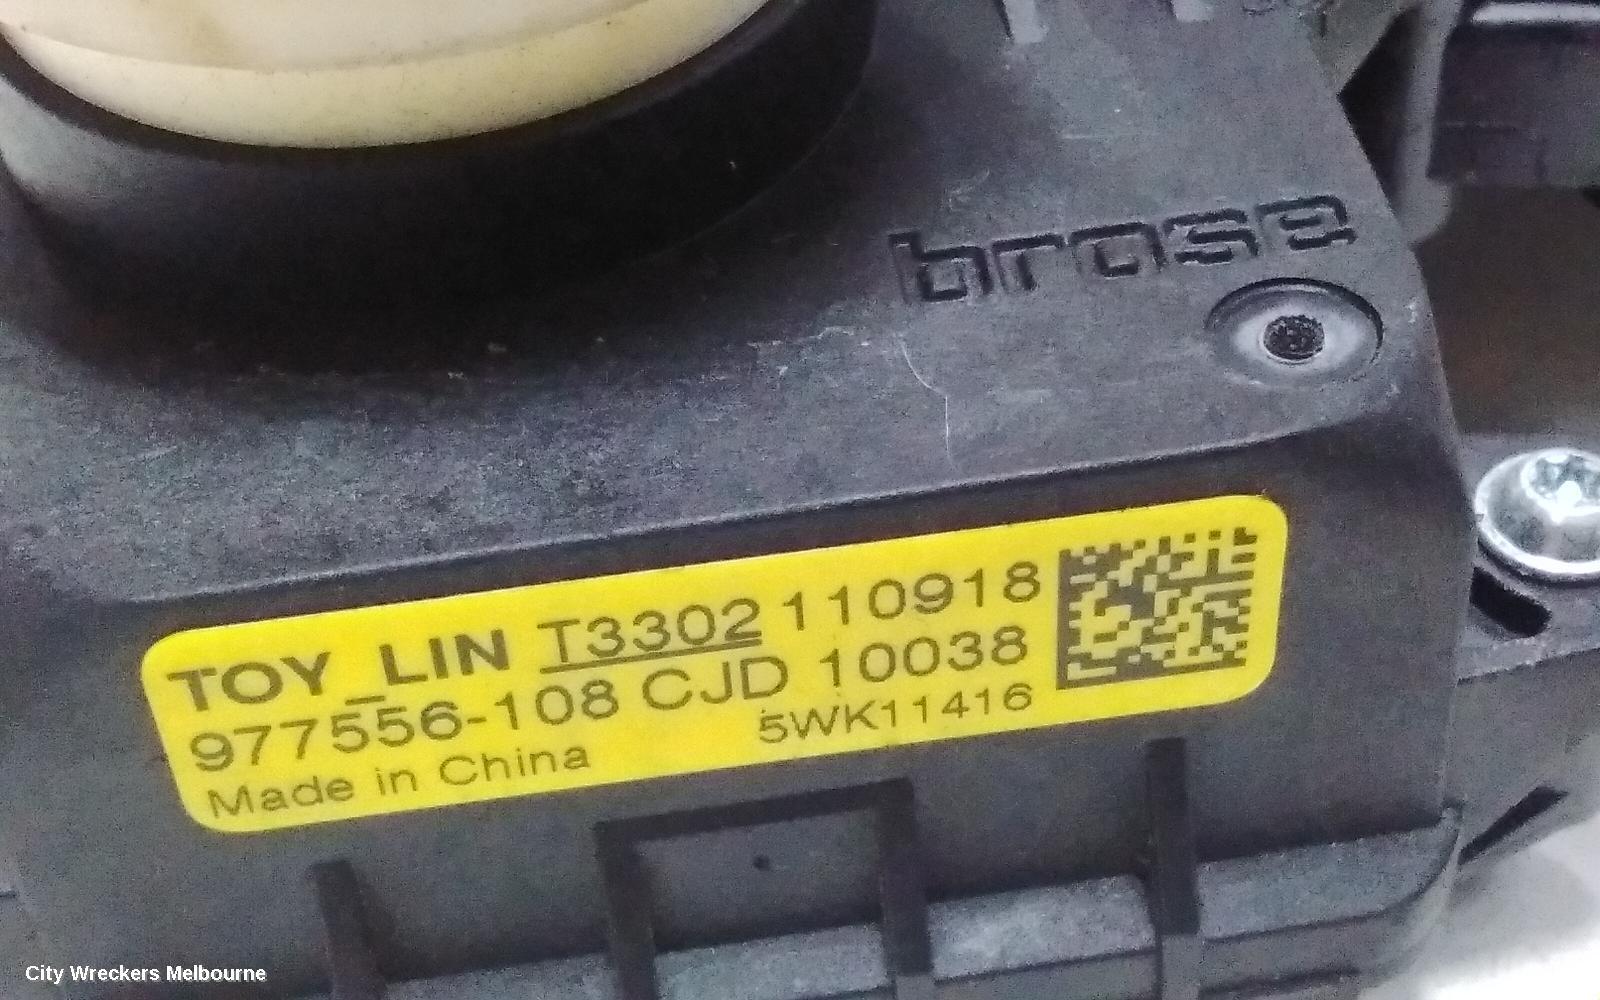 brose
TOY_LIN T3302 110918
977556-108 CJD 10038
Made in China 5WK11416
City Wreckers Melbourne